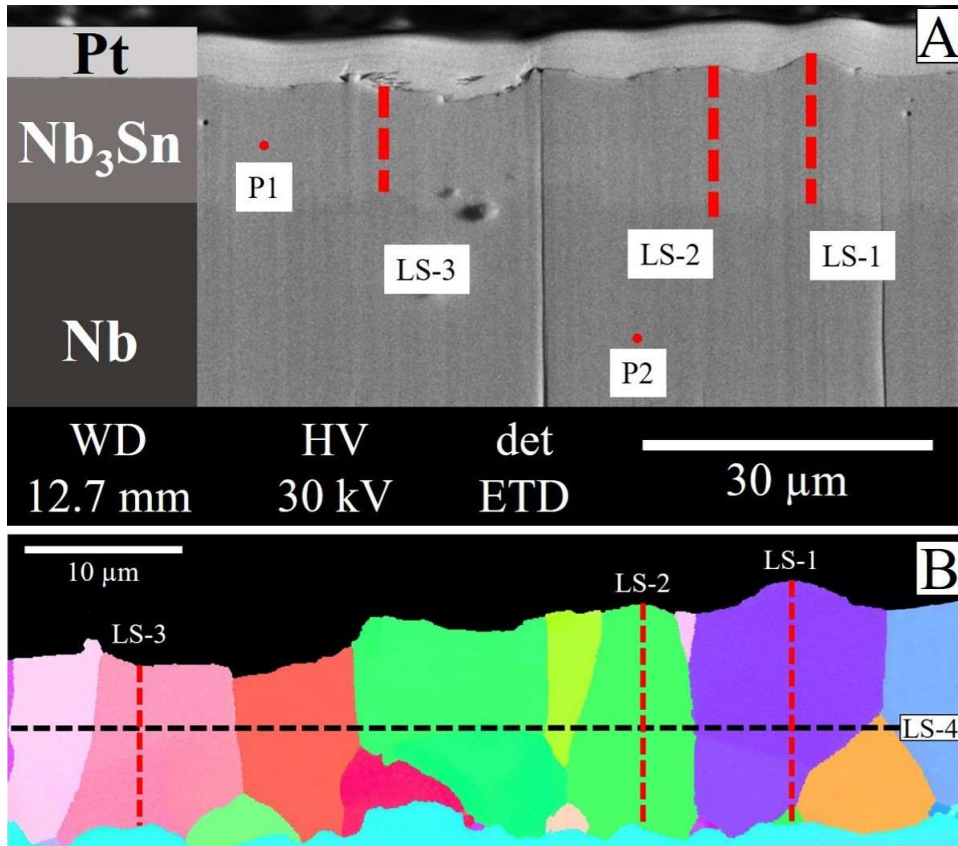 A
Pt
Nb₃Sn
Nb
P1
LS-3
LS-2
LS-1
P2
WD
HV
det
12.7 mm
30 kV
ETD
30 µm
B
10 µm
LS-3
LS-2
LS-1
LS-4